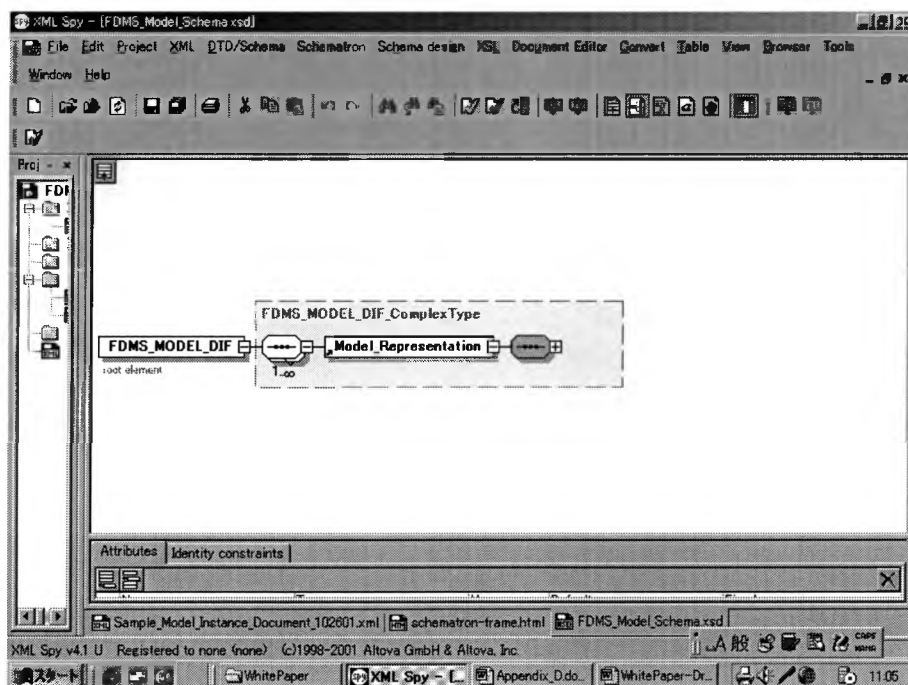 XML Spy - [FDMS_Model_Schema.xsd]
File Edit Project XML DTD/Schema Schematron Schema design XSL Document Editor Convert Table View Browser Tools
Window Help
Proj
FDMS_MODEL_DIF_ComplexType
FDMS_MODEL_DIF
Model_Representation
root element
1..∞
Attributes
Identity constraints
Sample_Model_Instance_Document_102601.xml
schematron-frame.html
FDMS_Model_Schema.xsd
XML Spy v4.1 U Registered to none (none) (c)1998-2001 Altova GmbH & Altova, Inc.
A 般
CAPS
KANA
スタート
WhitePaper
XML Spy - [...
Appendix_D.do...
WhitePaper-Dr...
11:05